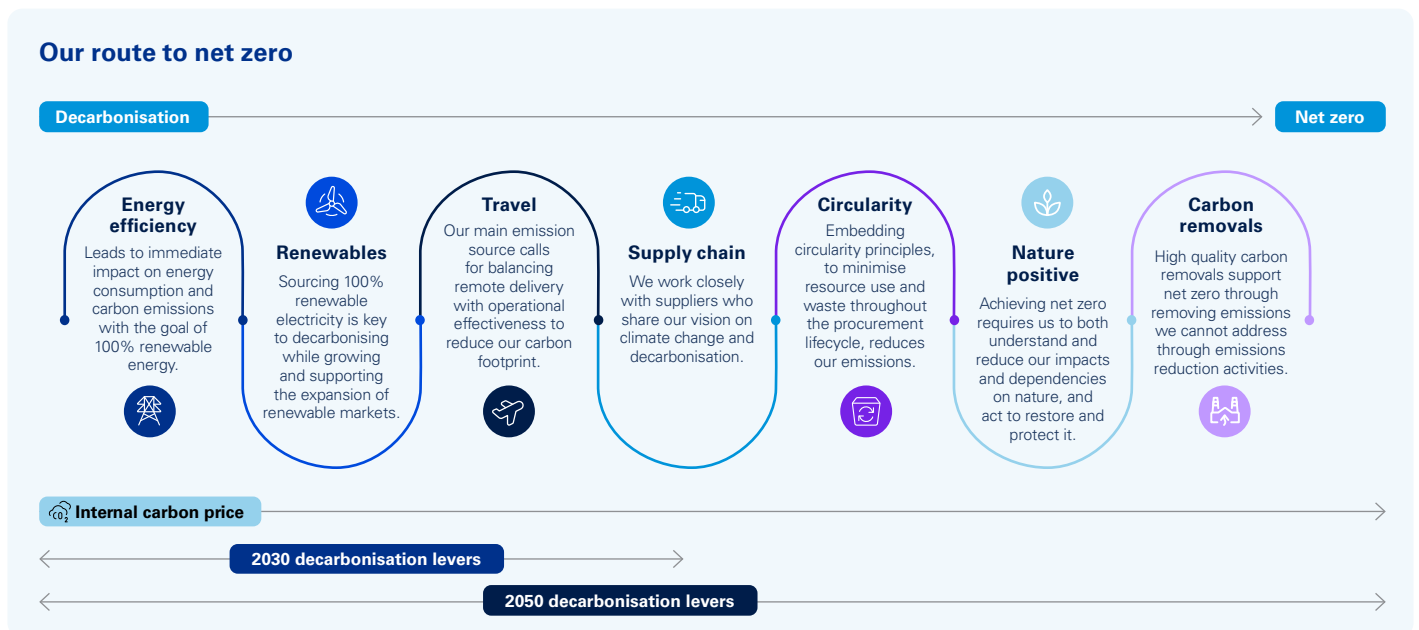 Our route to net zero
Decarbonisation
Net zero
Energy
efficiency
Leads to immediate
impact on energy
consumption and
carbon emissions
with the goal of
100% renewable
energy.
Renewables
Sourcing 100%
renewable
electricity is key
to decarbonising
while growing
and supporting
the expansion of
renewable markets.
Travel
Our main emission
source calls
for balancing
remote delivery
with operational
effectiveness to
reduce our carbon
footprint.
Supply chain
We work closely
with suppliers who
share our vision on
climate change and
decarbonisation.
Circularity
Embedding
circularity principles,
to minimise
resource use and
waste throughout
the procurement
lifecycle, reduces
our emissions.
Nature
positive
Achieving net zero
requires us to both
understand and
reduce our impacts
and dependencies
on nature, and
act to restore and
protect it.
Carbon
removals
High quality carbon
removals support
net zero through
removing emissions
we cannot address
through emissions
reduction activities.
CO2 Internal carbon price
2030 decarbonisation levers
2050 decarbonisation levers